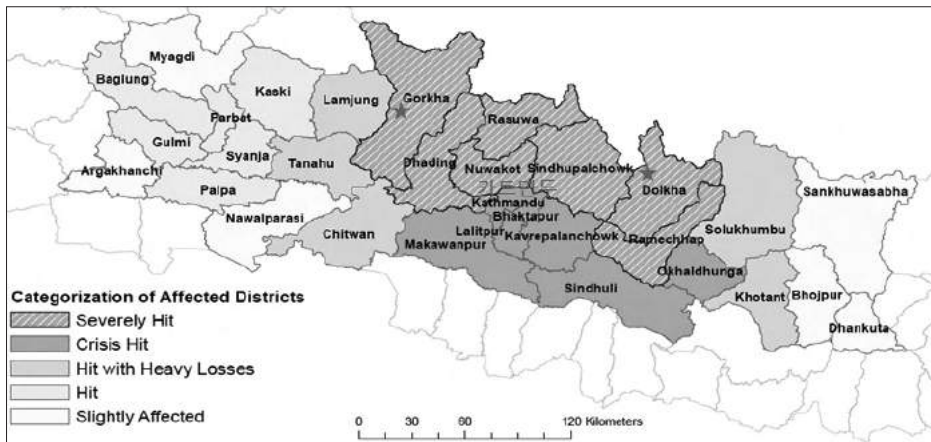 Myagdi
Baglung
Kaski
Lamjung
Gorkha
Parbat
Rasuwa
Gulmi
Syanja
Tanahu
Dhading
Nuwakot
Sindhupalchowk
Argakhanchi
Palpa
Dolkha
Sankhuwasabha
Kathmandu
Nawalparasi
Bhaktapur
Chitwan
Lalitpur
Makawanpur
Kavrepalanchowk
Ramechhap
Solukhumbu
Okhaldhunga
Sindhuli
Khotant
Bhojpur
Dhankuta
Categorization of Affected Districts
Severely Hit
Crisis Hit
Hit with Heavy Losses
Hit
Slightly Affected
0 30 60 120 Kilometers